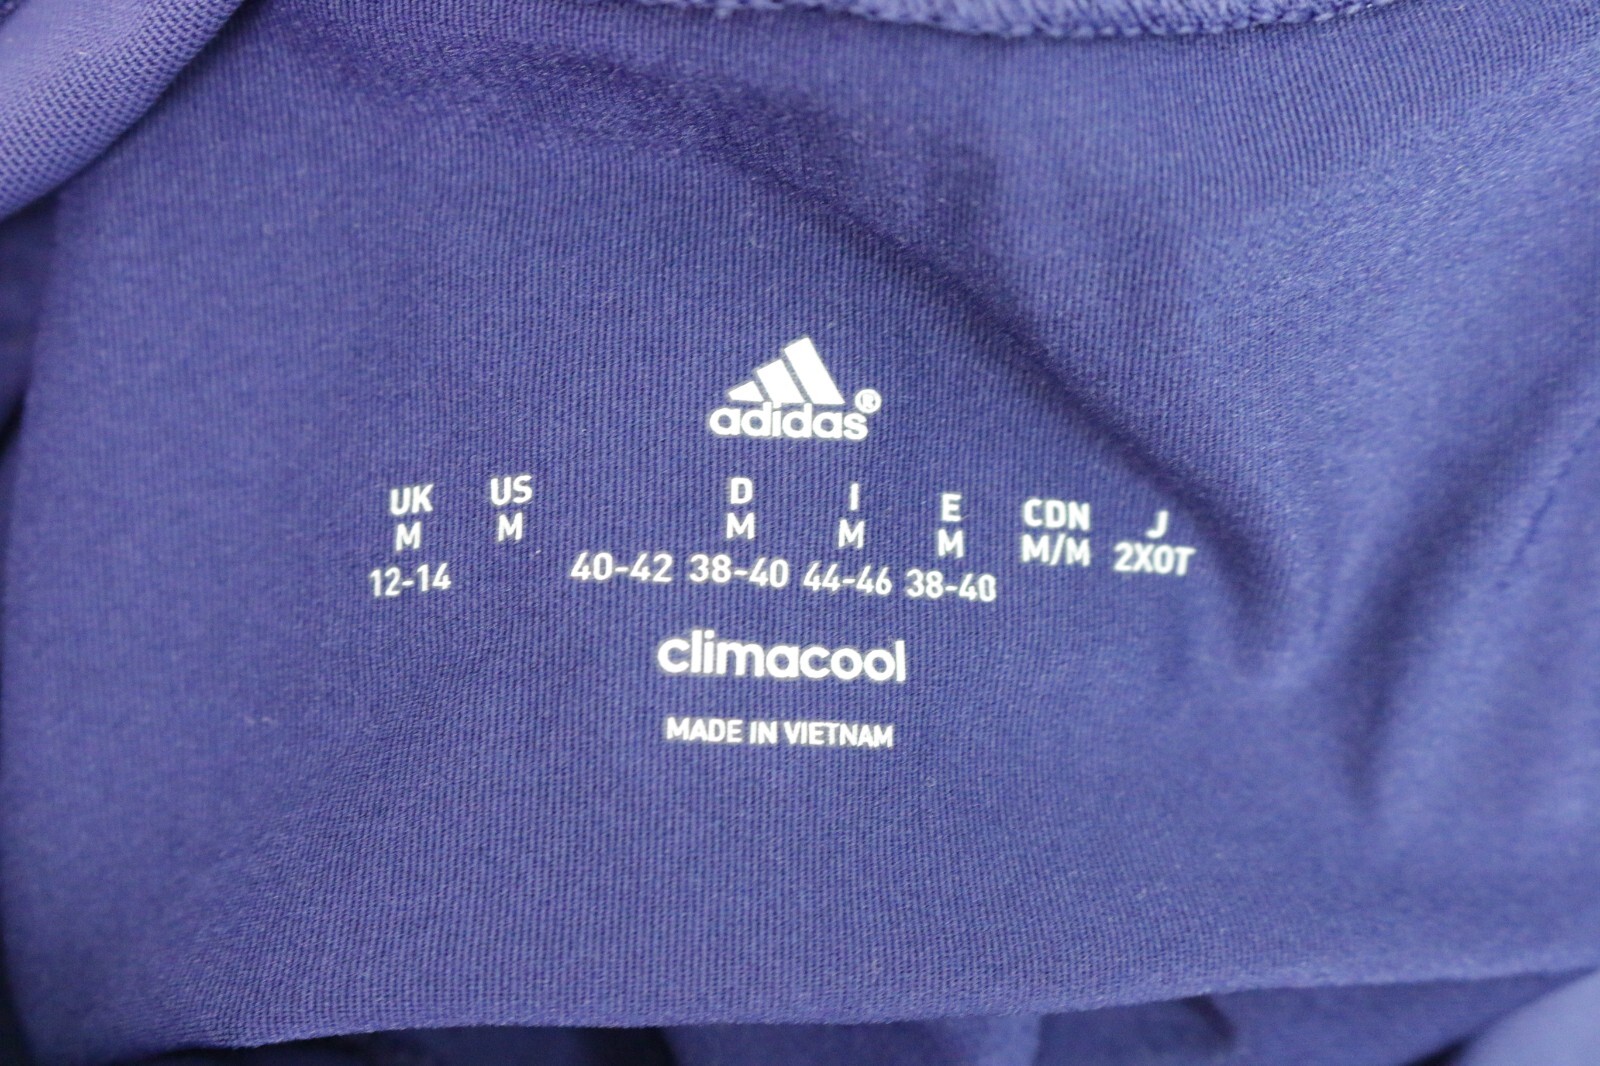 adidas®
UK US D I E CDN J
M M M M M M/M 2XOT
12-14 40-42 38-40 44-46 38-40
climacool
MADE IN VIETNAM